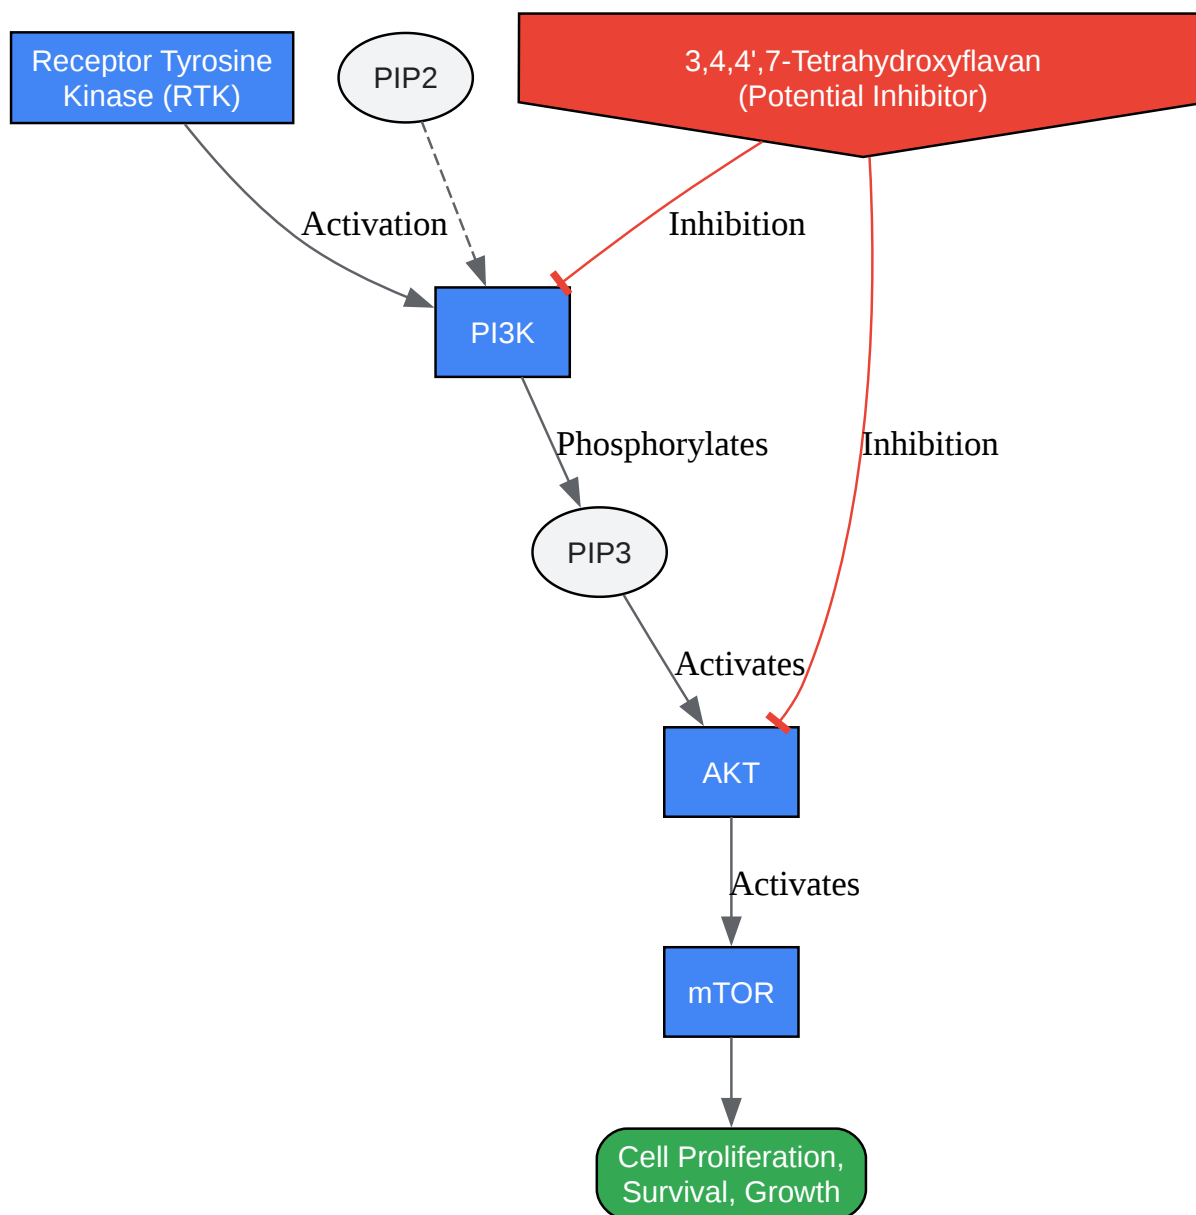 Receptor Tyrosine
Kinase (RTK)
PIP2
3,4,4',7-Tetrahydroxyflavan
(Potential Inhibitor)
Activation
Inhibition
PI3K
Phosphorylates
Inhibition
PIP3
Activates
AKT
Activates
mTOR
Cell Proliferation,
Survival, Growth